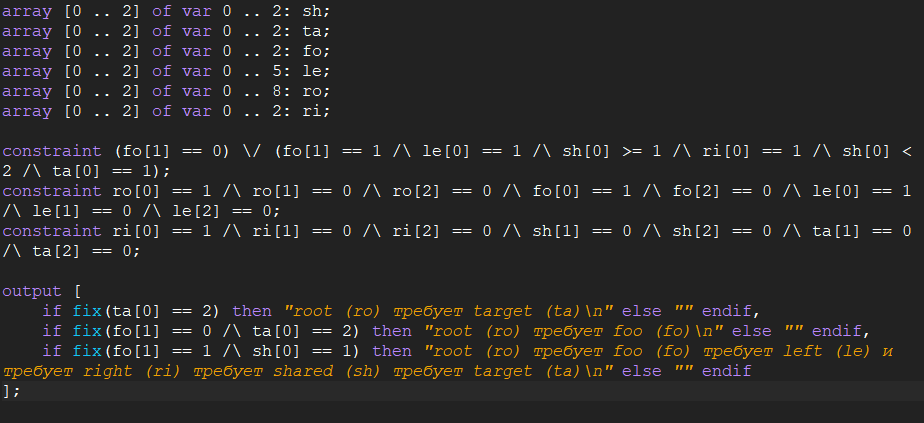 array [0 .. 2] of var 0 .. 2: sh;
array [0 .. 2] of var 0 .. 2: ta;
array [0 .. 2] of var 0 .. 2: fo;
array [0 .. 2] of var 0 .. 5: le;
array [0 .. 2] of var 0 .. 8: ro;
array [0 .. 2] of var 0 .. 2: ri;
constraint (fo[1] == 0) \/ (fo[1] == 1 /\ le[0] == 1 /\ sh[0] >= 1 /\ ri[0] == 1 /\ sh[0] <
2 /\ ta[0] == 1);
constraint ro[0] == 1 /\ ro[1] == 0 /\ ro[2] == 0 /\ fo[0] == 1 /\ fo[2] == 0 /\ le[0] == 1
/\ le[1] == 0 /\ le[2] == 0;
constraint ri[0] == 1 /\ ri[1] == 0 /\ ri[2] == 0 /\ sh[1] == 0 /\ sh[2] == 0 /\ ta[1] == 0
/\ ta[2] == 0;
output [
    if fix(ta[0] == 2) then "root (ro) требует target (ta)\n" else "" endif,
    if fix(fo[1] == 0 /\ ta[0] == 2) then "root (ro) требует foo (fo)\n" else "" endif,
    if fix(fo[1] == 1 /\ sh[0] == 1) then "root (ro) требует foo (fo) требует left (le) и
требует right (ri) требует shared (sh) требует target (ta)\n" else "" endif
];